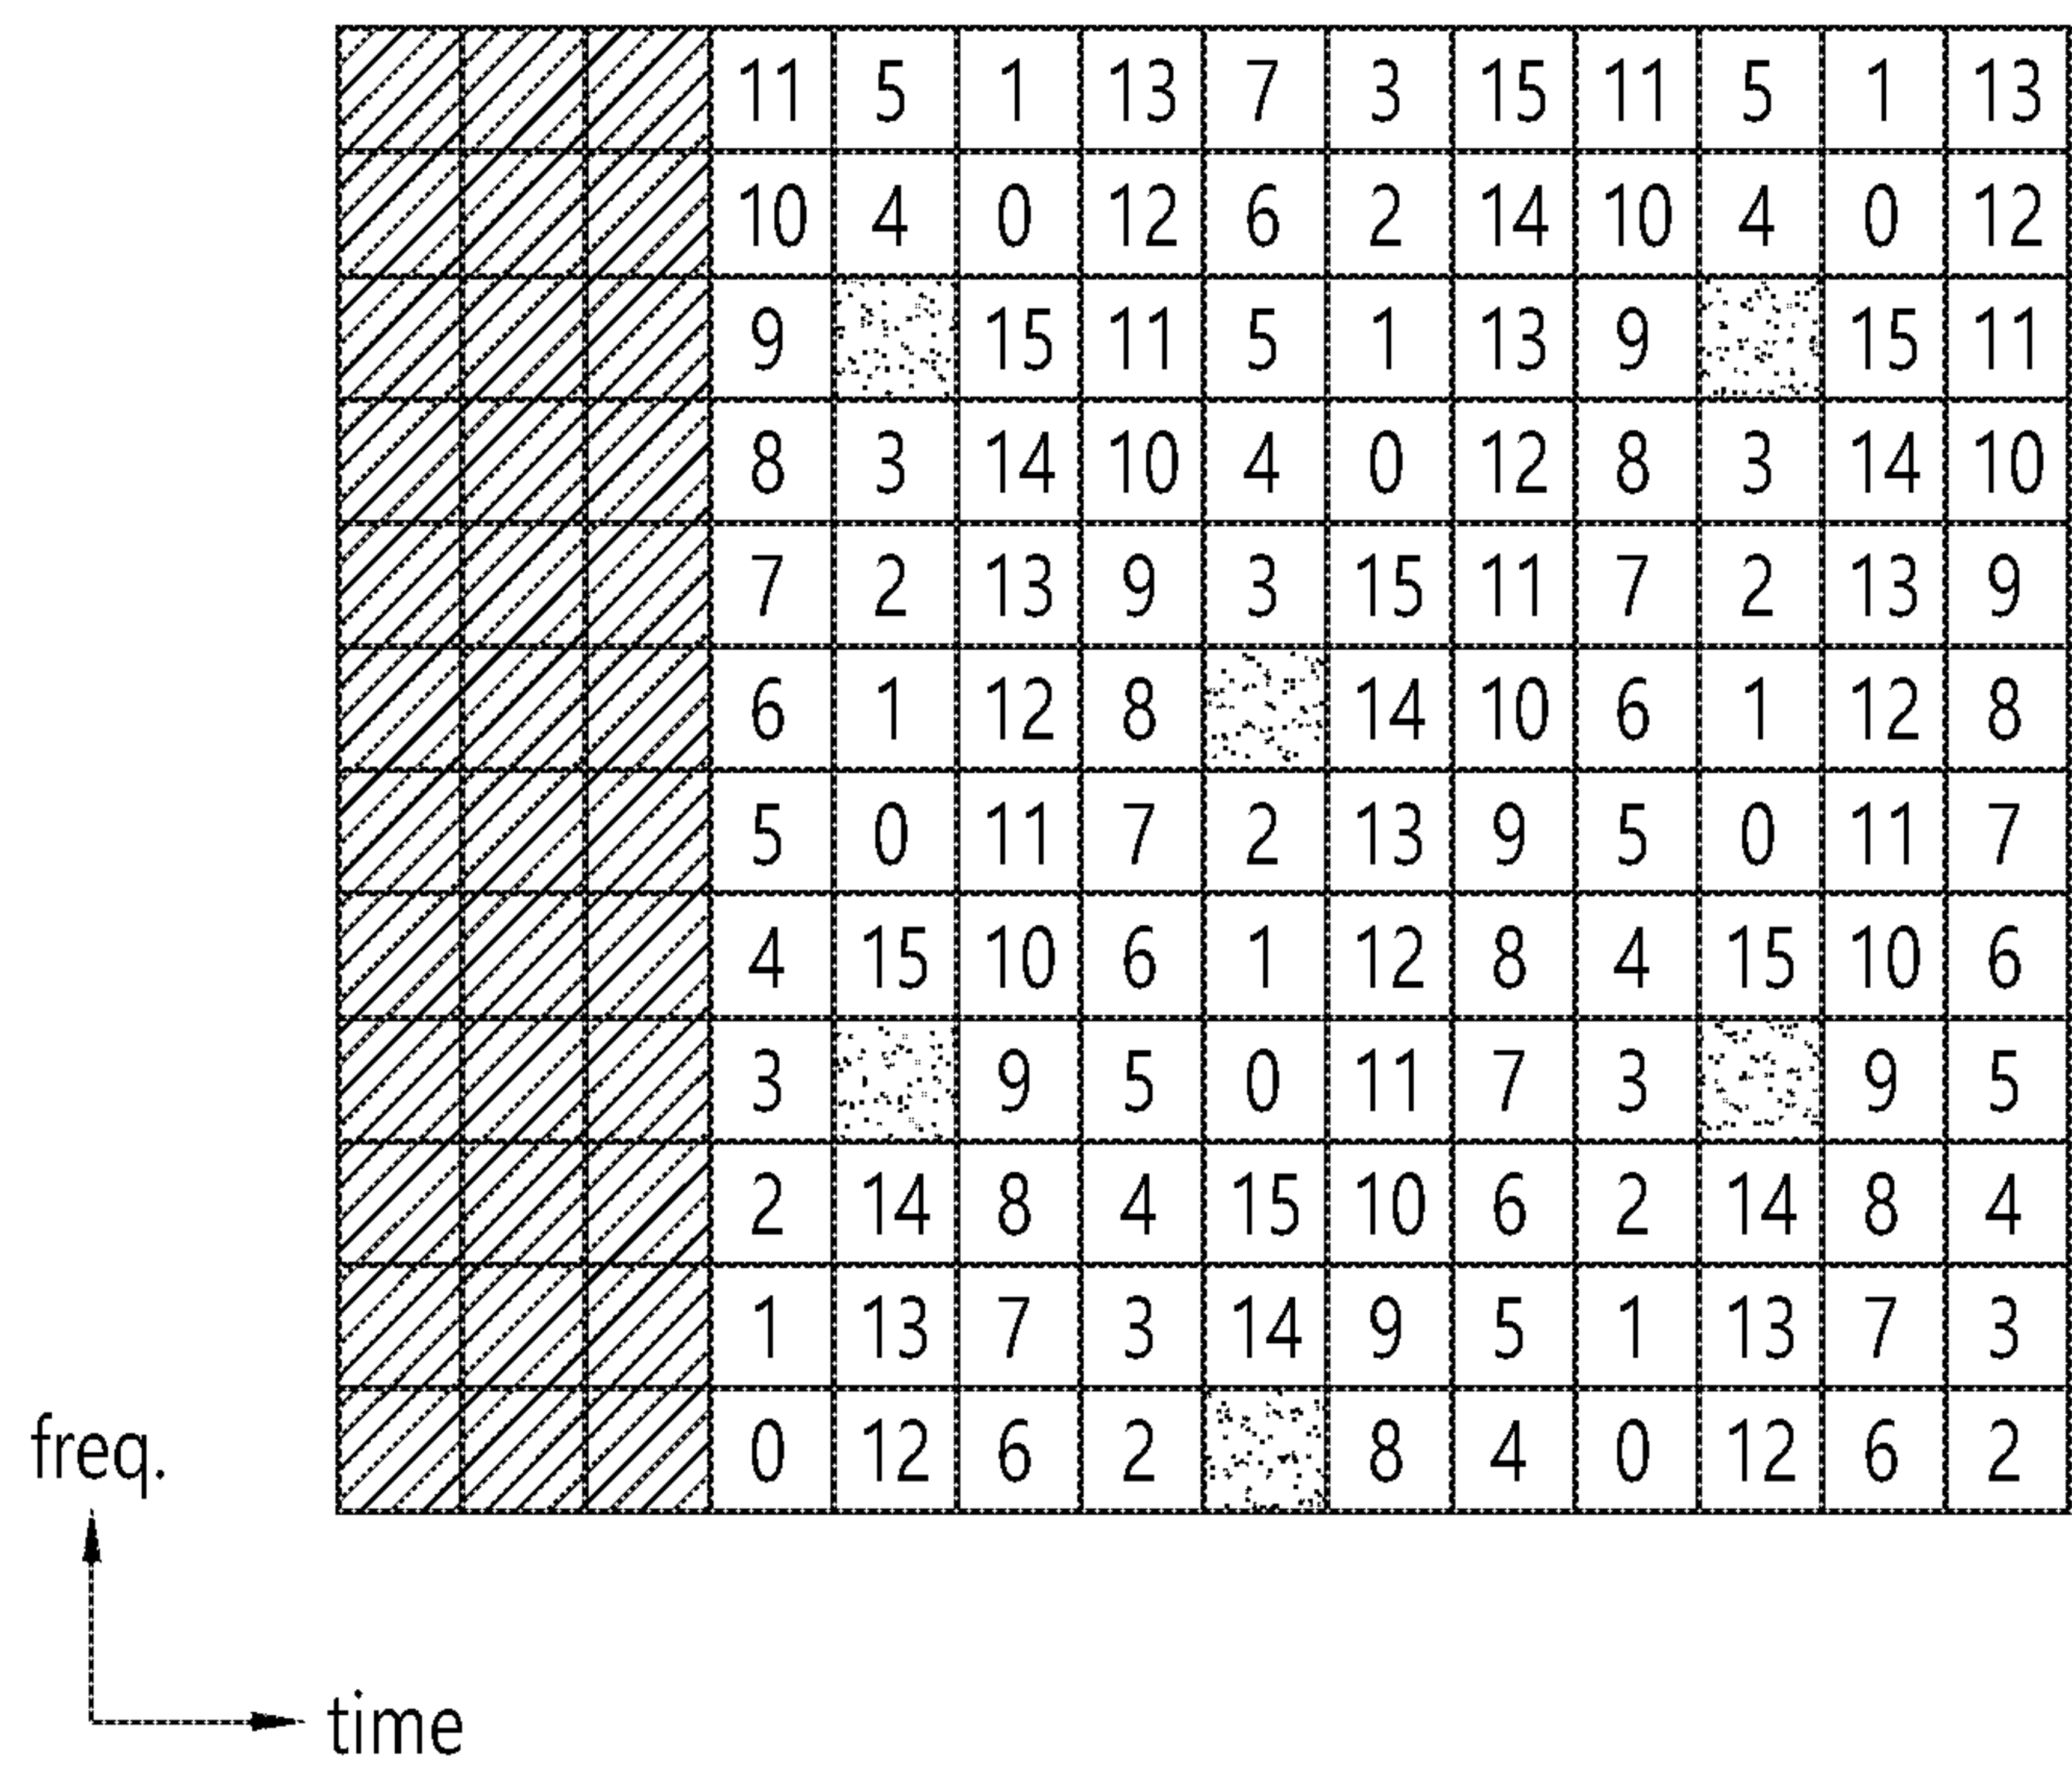 11 5 1 13 7 3 15 11 5 1 13
10 4 0 12 6 2 14 10 4 0 12
9 15 11 5 1 13 9 15 11
8 3 14 10 4 0 12 8 3 14 10
7 2 13 9 3 15 11 7 2 13 9
6 1 12 8 14 10 6 1 12 8
5 0 11 7 2 13 9 5 0 11 7
4 15 10 6 1 12 8 4 15 10 6
3 9 5 0 11 7 3 9 5
2 14 8 4 15 10 6 2 14 8 4
1 13 7 3 14 9 5 1 13 7 3
0 12 6 2 8 4 0 12 6 2
freq.
time